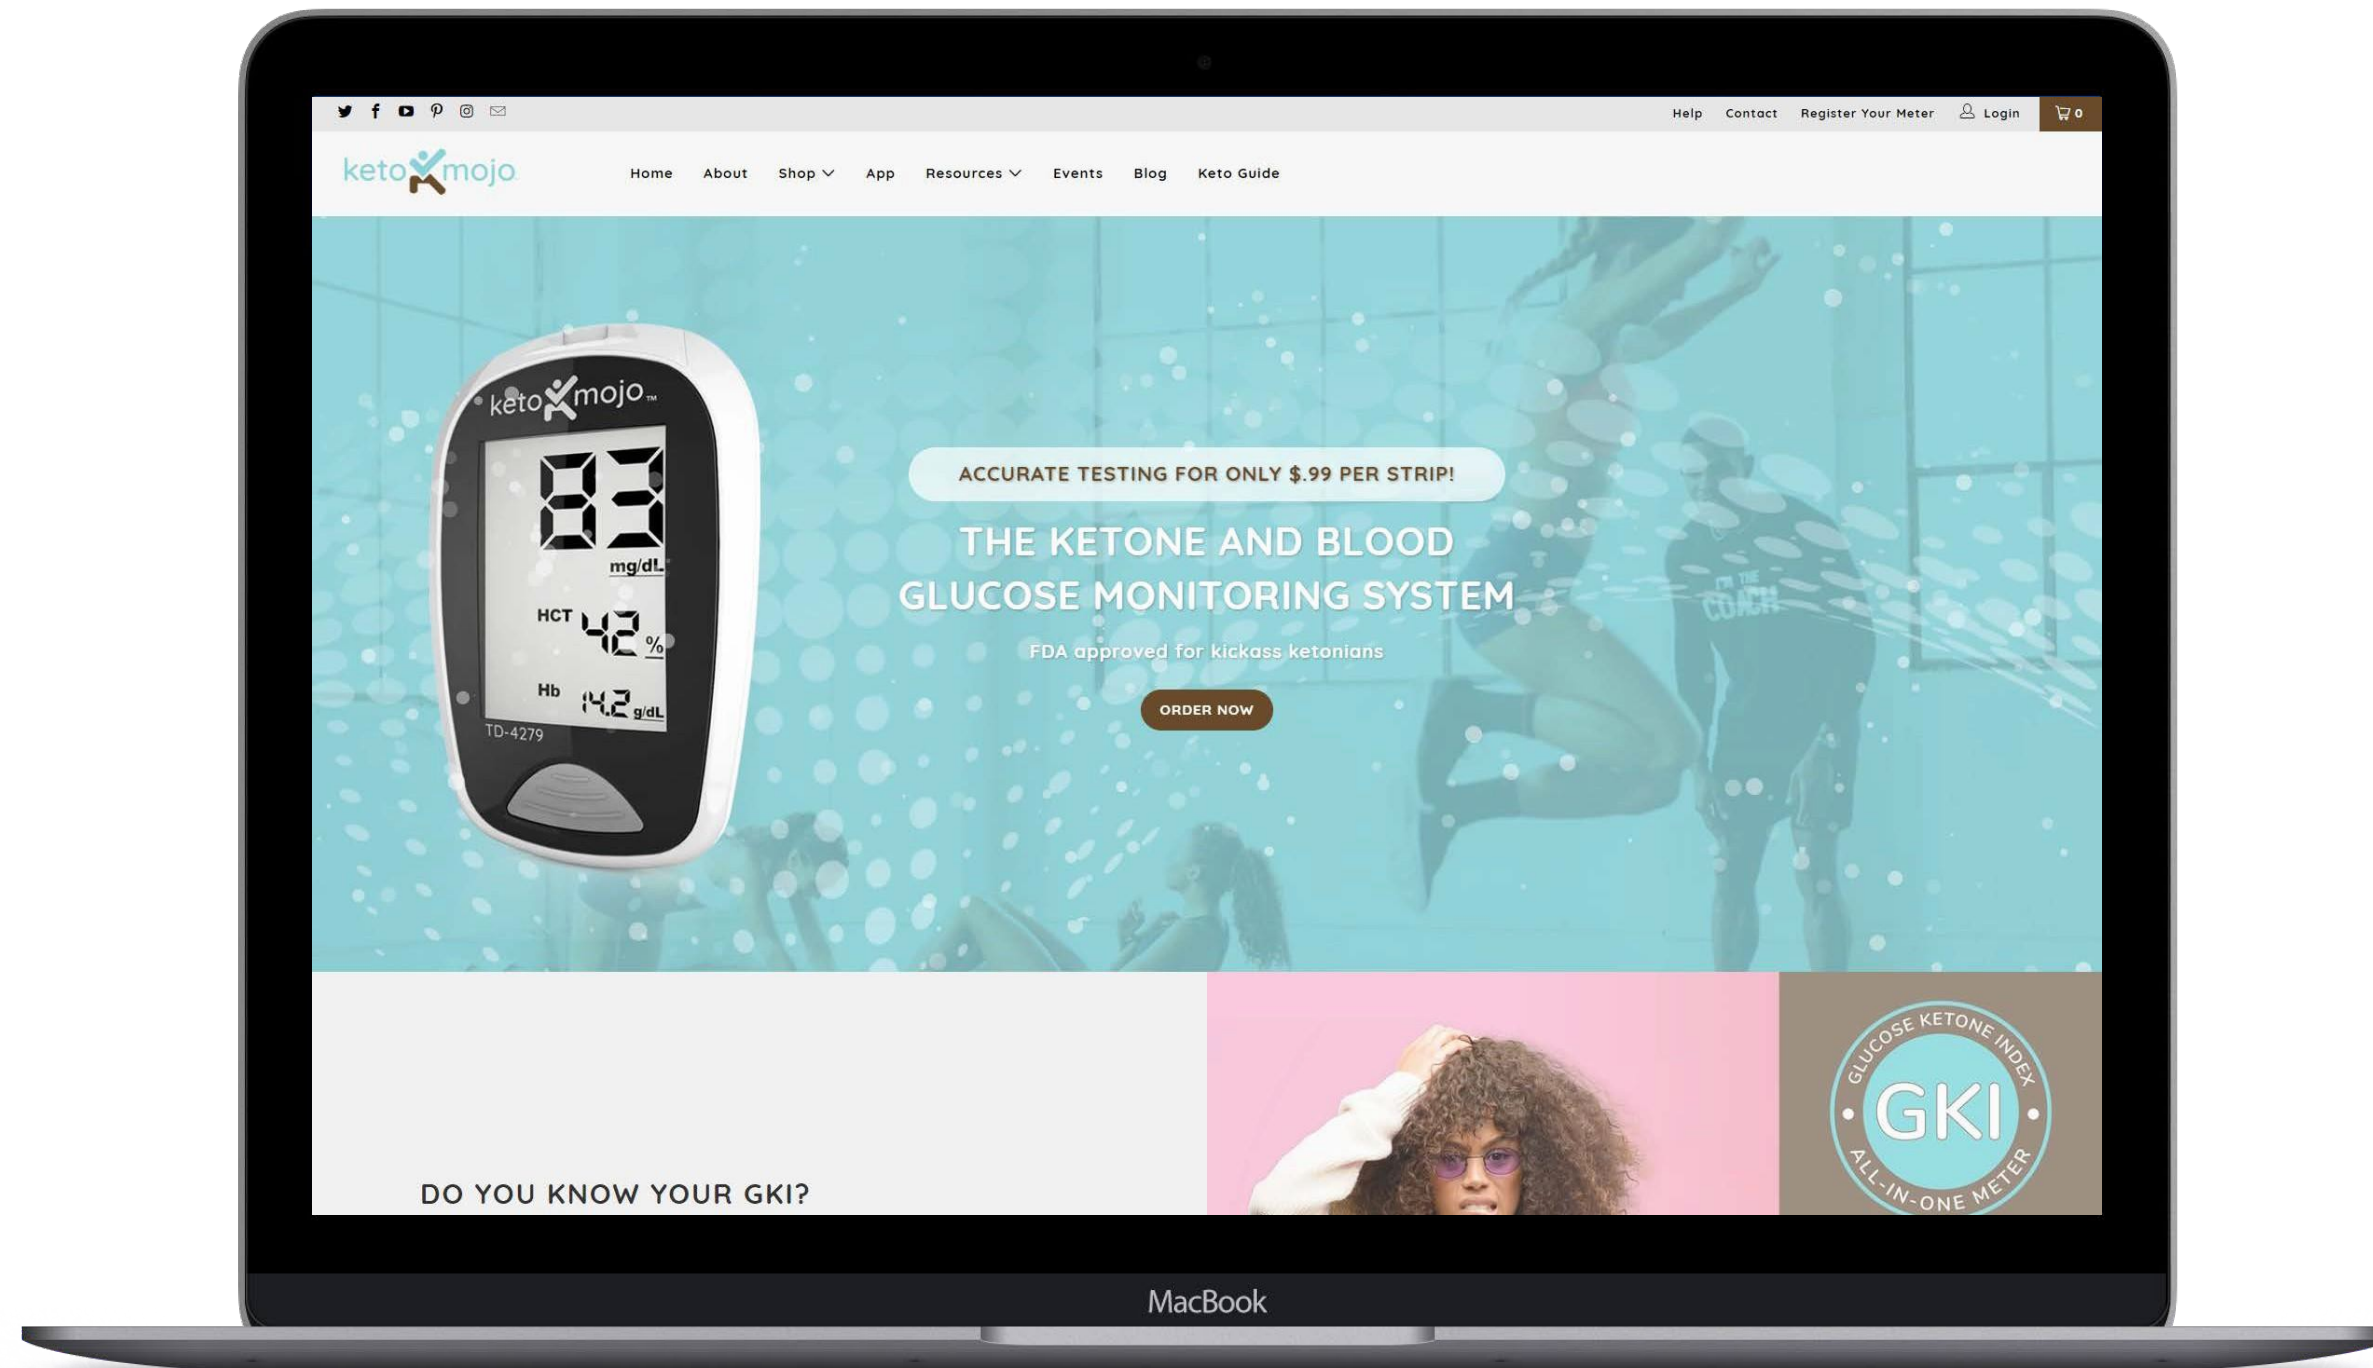 Help Contact Register Your Meter Login 0
keto mojo
Home About Shop App Resources Events Blog Keto Guide
keto mojo™
83
mg/dL
HCT 42 %
Hb 14.2 g/dL
TD-4279
ACCURATE TESTING FOR ONLY $.99 PER STRIP!
THE KETONE AND BLOOD
GLUCOSE MONITORING SYSTEM
FDA approved for kickass ketonians
ORDER NOW
I'M THE
COACH
DO YOU KNOW YOUR GKI?
GLUCOSE KETONE INDEX
GKI
ALL-IN-ONE METER
MacBook